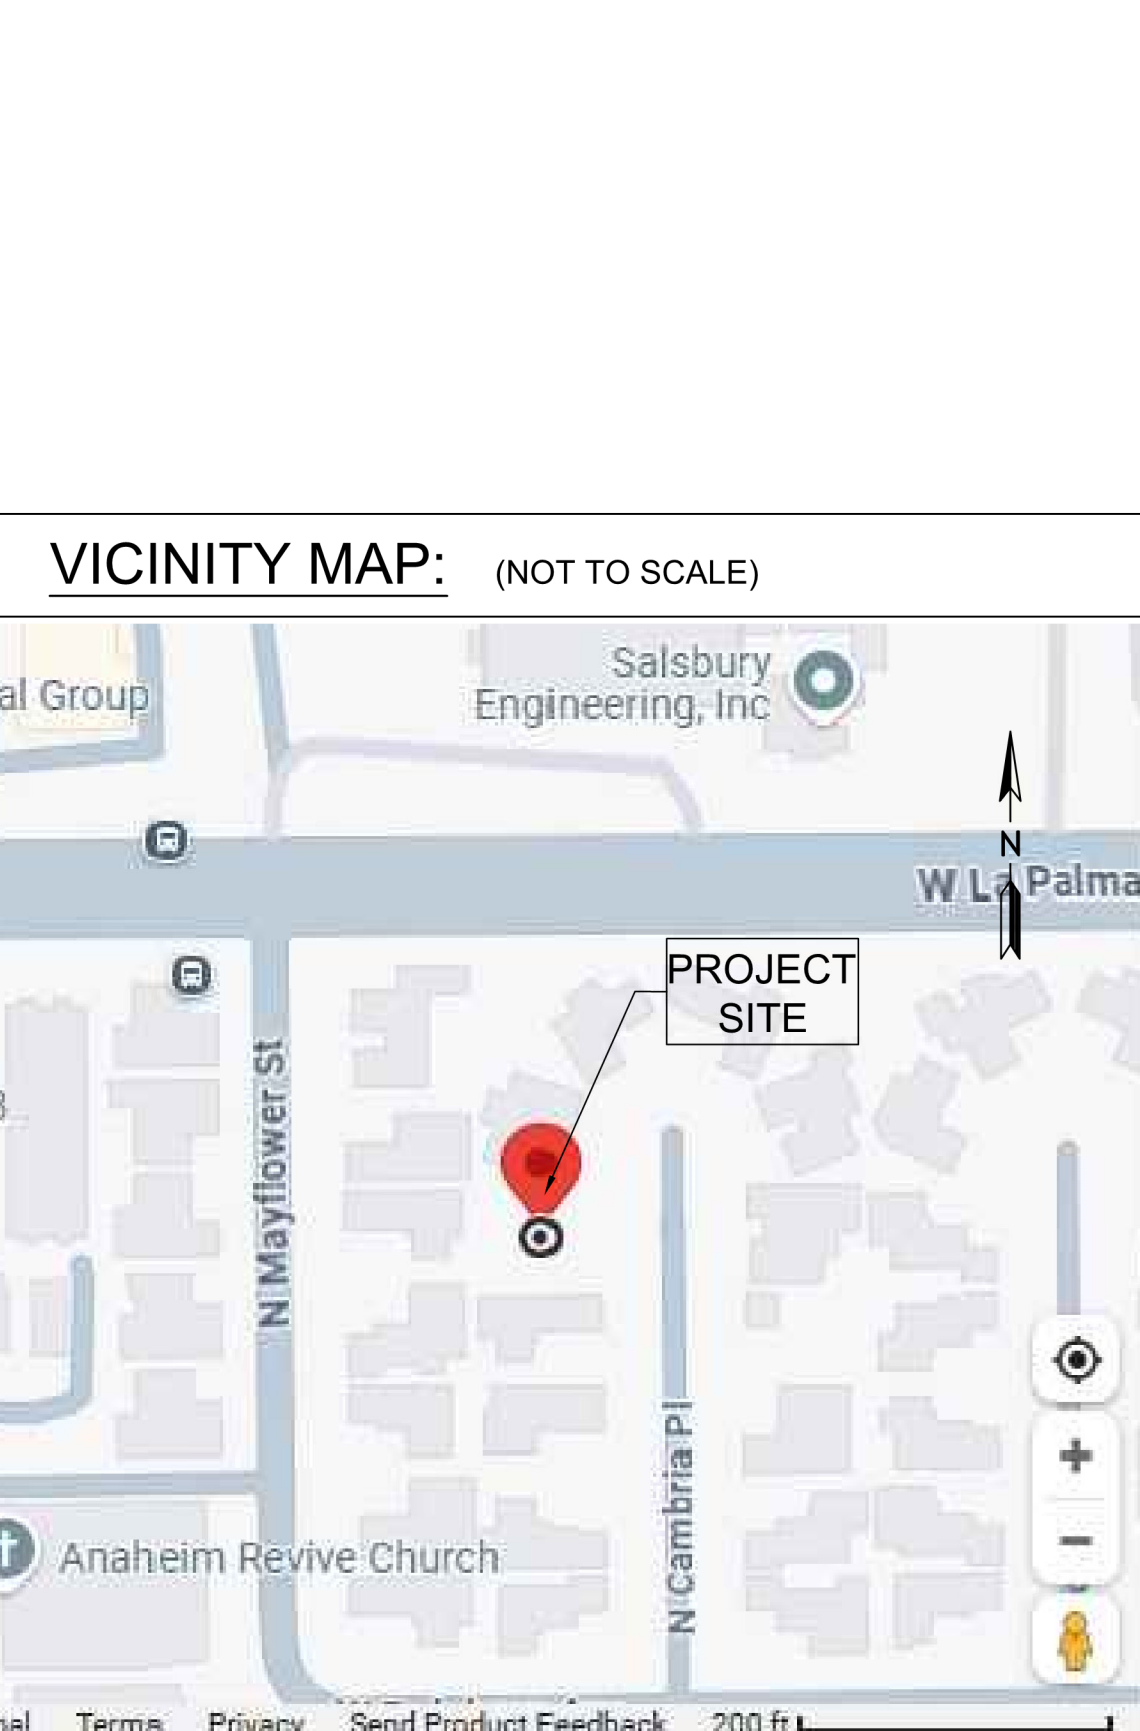 VICINITY MAP: (NOT TO SCALE)
Salsbury
Engineering, Inc
al Group
N
W La Palma
PROJECT
SITE
N Mayflower St
N Cambria Pl
Anaheim Revive Church
Terms Privacy Send Product Feedback 200 ft